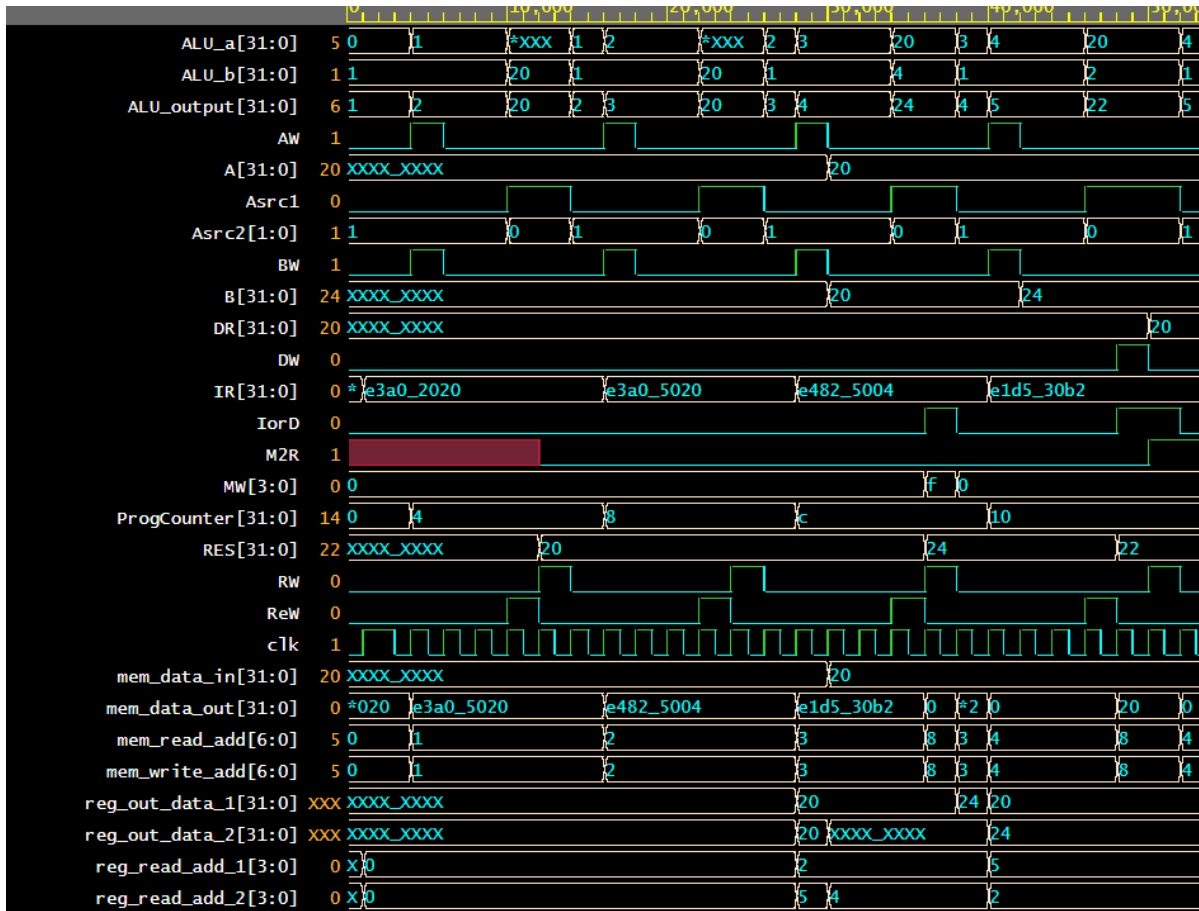 0 10,000 20,000 30,000 40,000
ALU_a[31:0] 5 0 1 *XXX 1 2 *XXX 2 3 20 3 4 20 4
ALU_b[31:0] 1 1 20 1 20 1 4 1 2 1
ALU_output[31:0] 6 1 2 20 2 3 20 3 4 24 4 5 22 5
AW 1
A[31:0] 20 XXXX_XXXX 20
Asrc1 0
Asrc2[1:0] 1 1 0 1 0 1 0 1 0 1
BW 1
B[31:0] 24 XXXX_XXXX 20 24
DR[31:0] 20 XXXX_XXXX 20
DW 0
IR[31:0] 0 * e3a0_2020 e3a0_5020 e482_5004 e1d5_30b2
IorD 0
M2R 1
MW[3:0] 0 0 f 0
ProgCounter[31:0] 14 0 4 8 c 10
RES[31:0] 22 XXXX_XXXX 20 24 22
RW 0
ReW 0
clk 1
mem_data_in[31:0] 20 XXXX_XXXX 20
mem_data_out[31:0] 0 *020 e3a0_5020 e482_5004 e1d5_30b2 0 *2 0 20 0
mem_read_add[6:0] 5 0 1 2 3 8 3 4 8 4
mem_write_add[6:0] 5 0 1 2 3 8 3 4 8 4
reg_out_data_1[31:0] XXX XXXX_XXXX 20 24 20
reg_out_data_2[31:0] XXX XXXX_XXXX 20 XXXX_XXXX 24
reg_read_add_1[3:0] 0 X 0 2 5
reg_read_add_2[3:0] 0 X 0 5 4 2